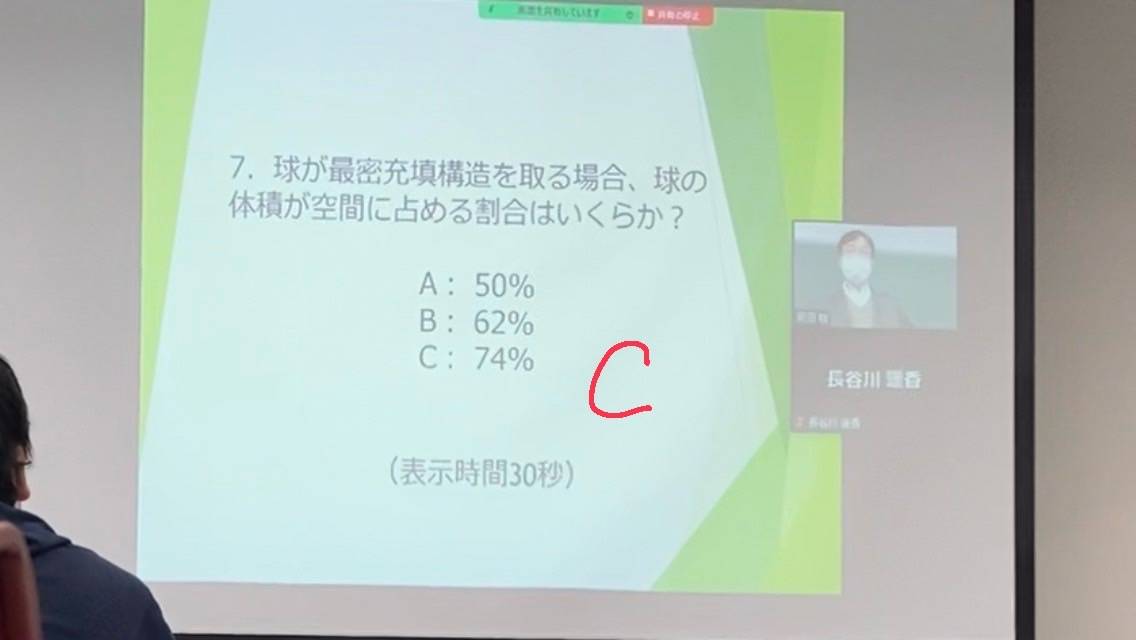 画面を共有しています
共有の停止
7．球が最密充填構造を取る場合、球の
体積が空間に占める割合はいくらか？
A： 50%
B： 62%
C： 74%
C
（表示時間30秒）
長谷川
長谷川